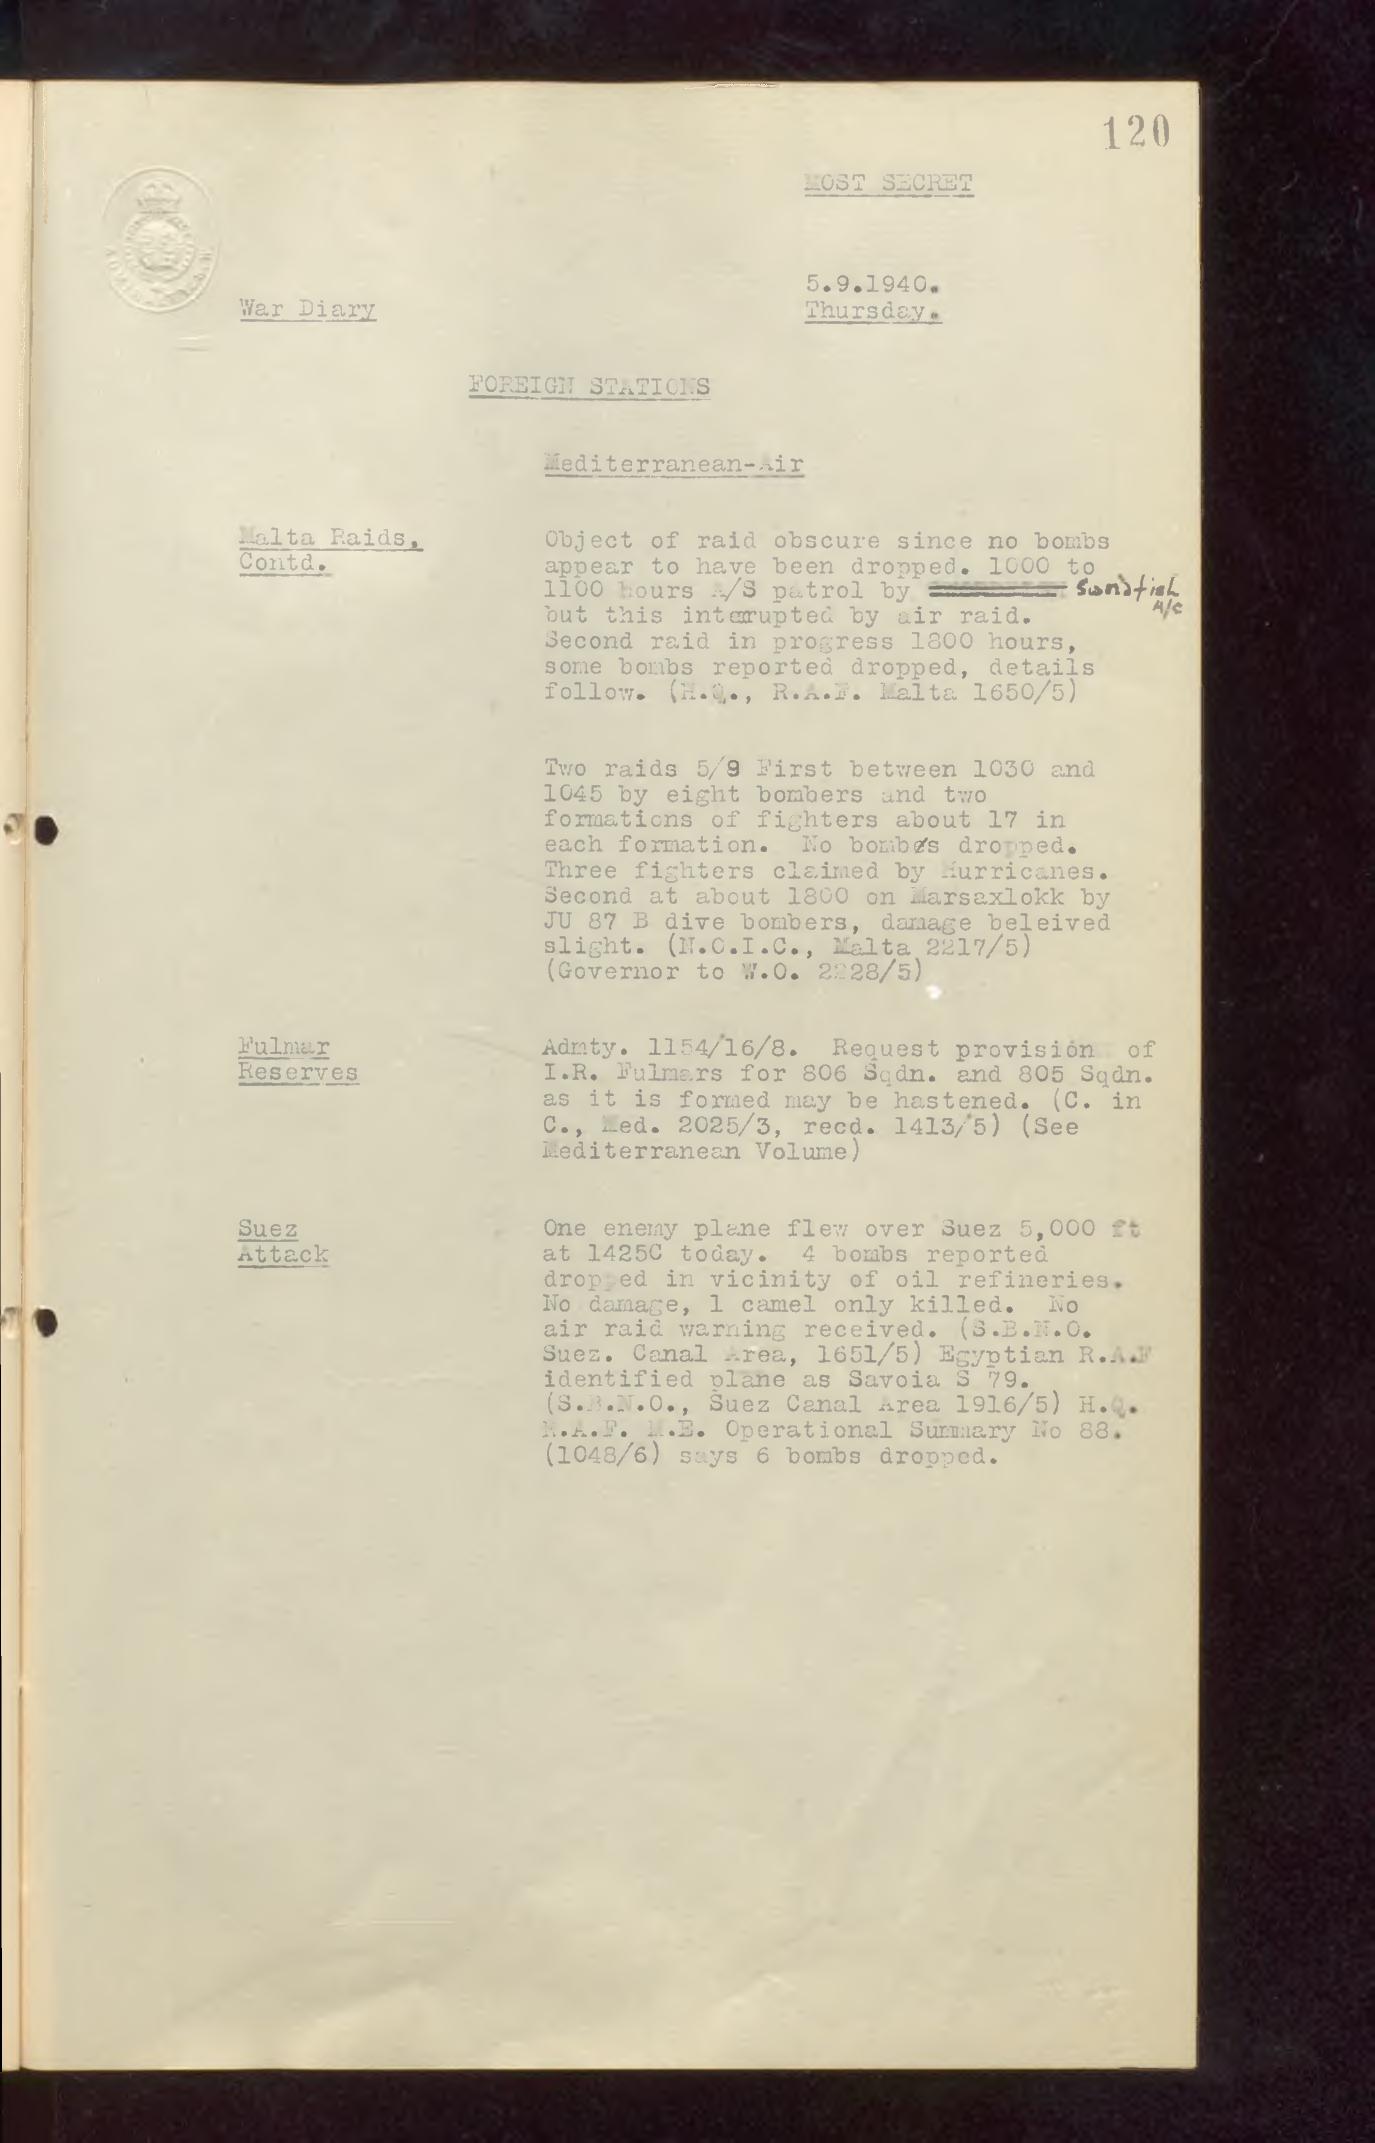 120
MOST SECRET
5.9.1940.
War Diary
Thursday.
FOREIGN STATIONS
Mediterranean-Air
Malta Raids,
Contd.
Object of raid obscure since no bombs
appear to have been dropped. 1000 to
1100 hours A/S patrol by Swordfish A/C
but this interrupted by air raid.
Second raid in progress 1800 hours,
some bombs reported dropped, details
follow. (H.Q., R.A.F. Malta 1650/5)
Two raids 5/9 First between 1030 and
1045 by eight bombers and two
formations of fighters about 17 in
each formation. No bombs dropped.
Three fighters claimed by Hurricanes.
Second at about 1800 on Marsaxlokk by
JU 87 B dive bombers, damage beleived
slight. (N.O.I.C., Malta 2217/5)
(Governor to W.O. 2228/5)
Fulmar
Reserves
Admty. 1154/16/8. Request provision of
I.R. Fulmars for 806 Sqdn. and 805 Sqdn.
as it is formed may be hastened. (C. in
C., Med. 2025/3, recd. 1413/5) (See
Mediterranean Volume)
Suez
Attack
One enemy plane flew over Suez 5,000 ft
at 1425C today. 4 bombs reported
dropped in vicinity of oil refineries.
No damage, 1 camel only killed. No
air raid warning received. (S.B.N.O.
Suez. Canal Area, 1651/5) Egyptian R.A.F
identified plane as Savoia S 79.
(S.B.N.O., Suez Canal Area 1916/5) H.Q.
R.A.F. M.E. Operational Summary No 88.
(1048/6) says 6 bombs dropped.